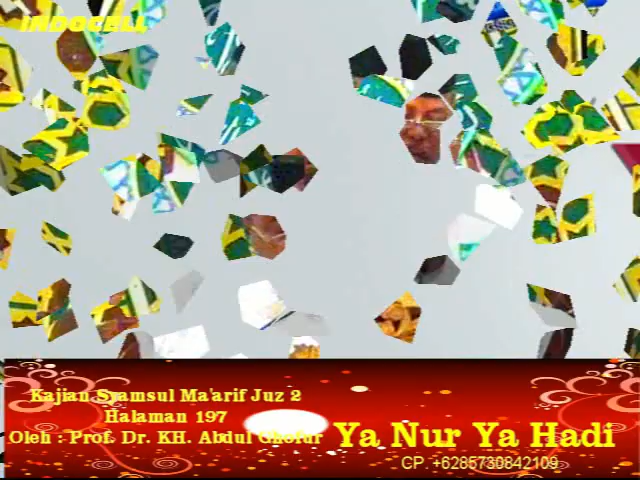 INDOCELL
Kajian Syamsul Ma'arif Juz 2
Halaman 197
Oleh : Prof. Dr. KH. Abdul Ghofur
Ya Nur Ya Hadi
CP. +6285730842109